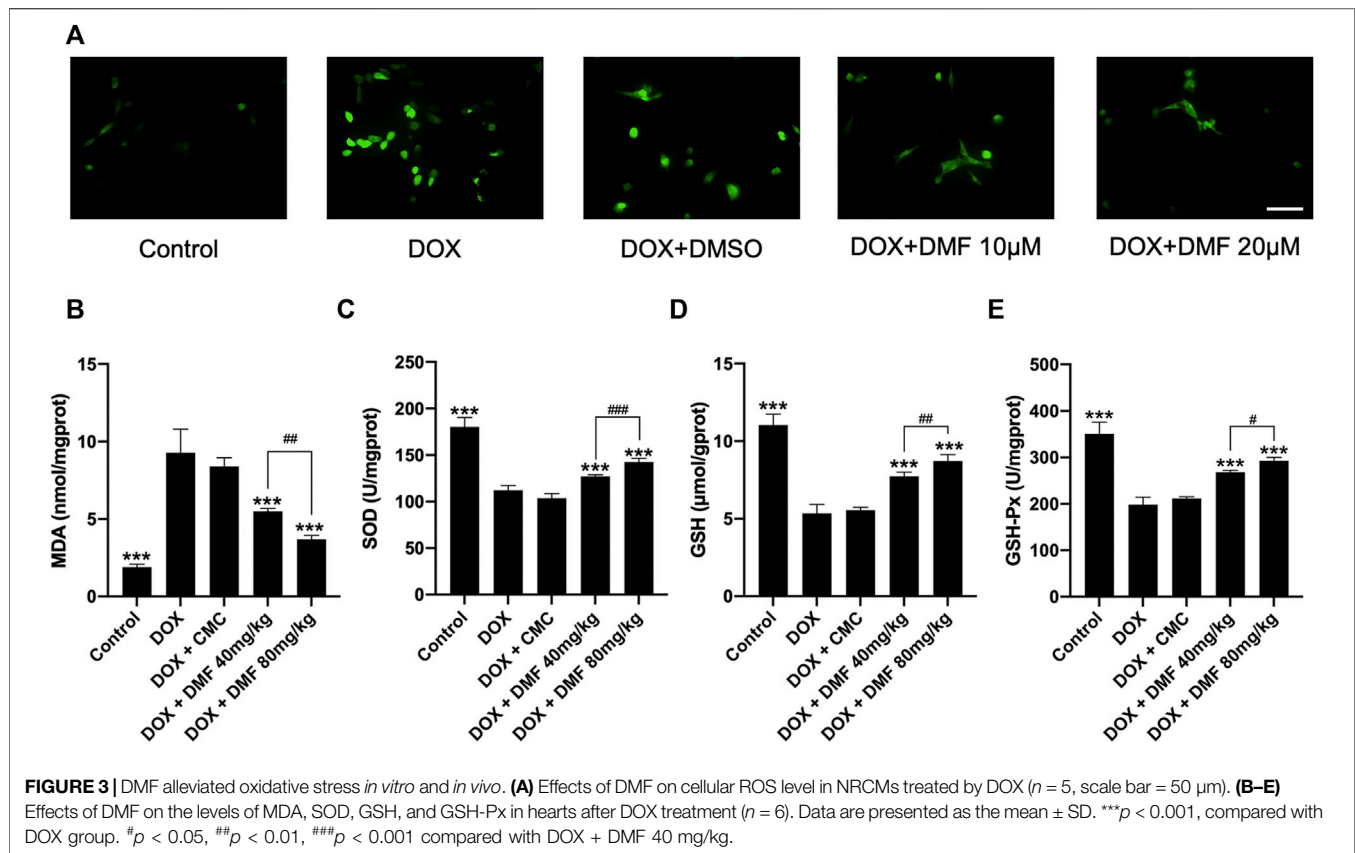 A
Control
DOX
DOX+DMSO
DOX+DMF 10μM
DOX+DMF 20μM
B
MDA (nmol/mgprot)
15
10
5
0
***
***
***
##
Control
DOX
DOX + CMC
DOX + DMF 40mg/kg
DOX + DMF 80mg/kg
C
SOD (U/mgprot)
250
200
150
100
50
0
***
***
***
###
Control
DOX
DOX + CMC
DOX + DMF 40mg/kg
DOX + DMF 80mg/kg
D
GSH (μmol/gprot)
15
10
5
0
***
***
***
##
Control
DOX
DOX + CMC
DOX + DMF 40mg/kg
DOX + DMF 80mg/kg
E
GSH-Px (U/mgprot)
500
400
300
200
100
0
***
***
***
#
Control
DOX
DOX + CMC
DOX + DMF 40mg/kg
DOX + DMF 80mg/kg
FIGURE 3 | DMF alleviated oxidative stress in vitro and in vivo. (A) Effects of DMF on cellular ROS level in NRCMs treated by DOX (n = 5, scale bar = 50 μm). (B–E)
Effects of DMF on the levels of MDA, SOD, GSH, and GSH-Px in hearts after DOX treatment (n = 6). Data are presented as the mean ± SD. ***p < 0.001, compared with
DOX group. #p < 0.05, ##p < 0.01, ###p < 0.001 compared with DOX + DMF 40 mg/kg.